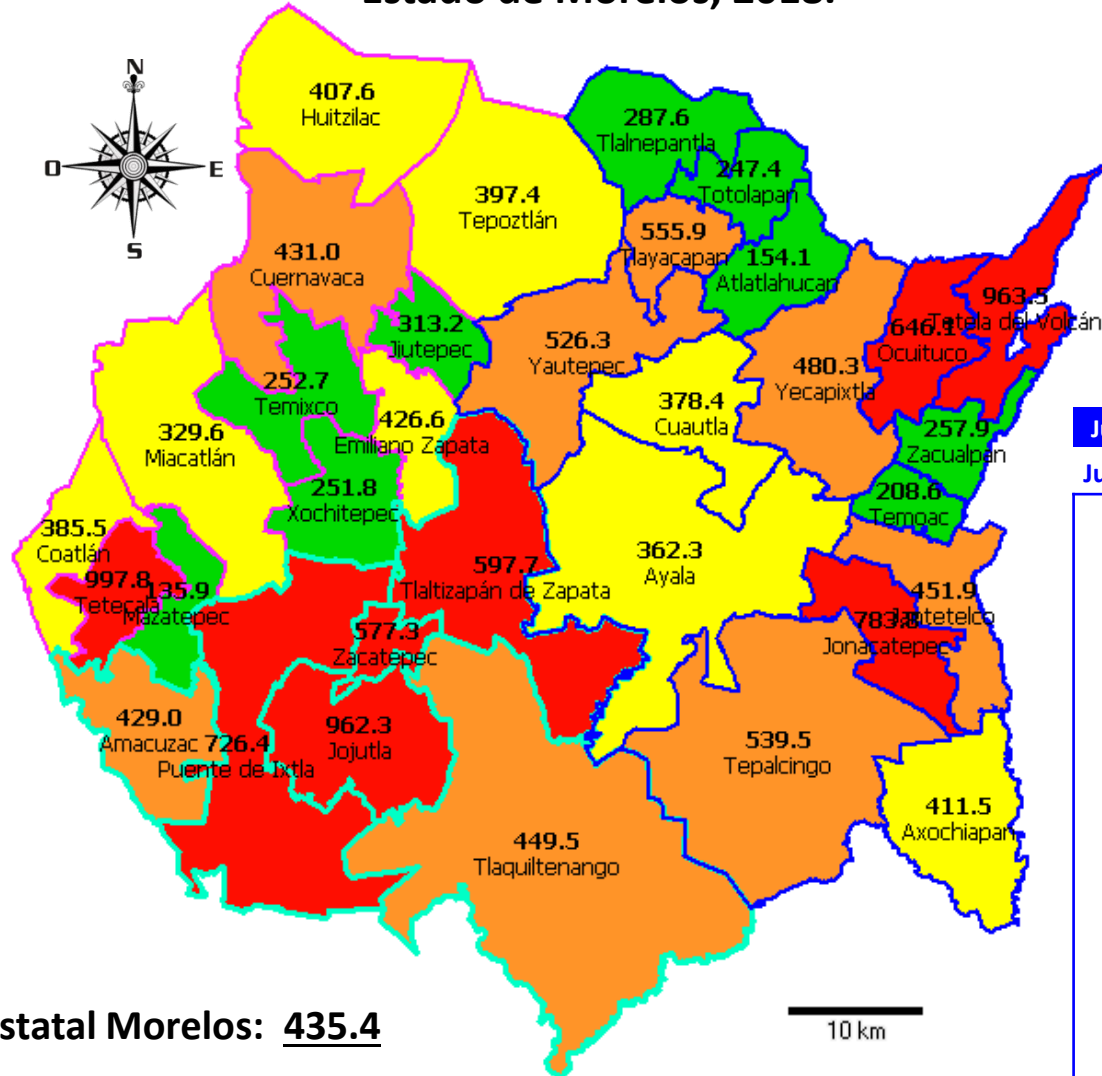 Estado de Morelos, 2018.
N
O
E
S
407.6
Huitzilac
287.6
Tlalnepantla
247.4
Totolapan
397.4
Tepoztlán
555.9
Tlayacapan
154.1
Atlatlahucan
431.0
Cuernavaca
963.5
Tetela del Volcán
646.1
Ocuituco
313.2
Jiutepec
526.3
Yautepec
480.3
Yecapixtla
252.7
Temixco
378.4
Cuautla
426.6
Emiliano Zapata
329.6
Miacatlán
257.9
Zacualpan
251.8
Xochitepec
208.6
Temoac
385.5
Coatlán
362.3
Ayala
597.7
Tlaltizapán de Zapata
997.8
Tetecala
135.9
Mazatepec
451.9
Jantetelco
577.3
Zacatepec
Jonacatepec
429.0
Amacuzac
726.4
Puente de Ixtla
962.3
Jojutla
539.5
Tepalcingo
411.5
Axochiapan
449.5
Tlaquiltenango
statal Morelos: 435.4
10 km
Ju